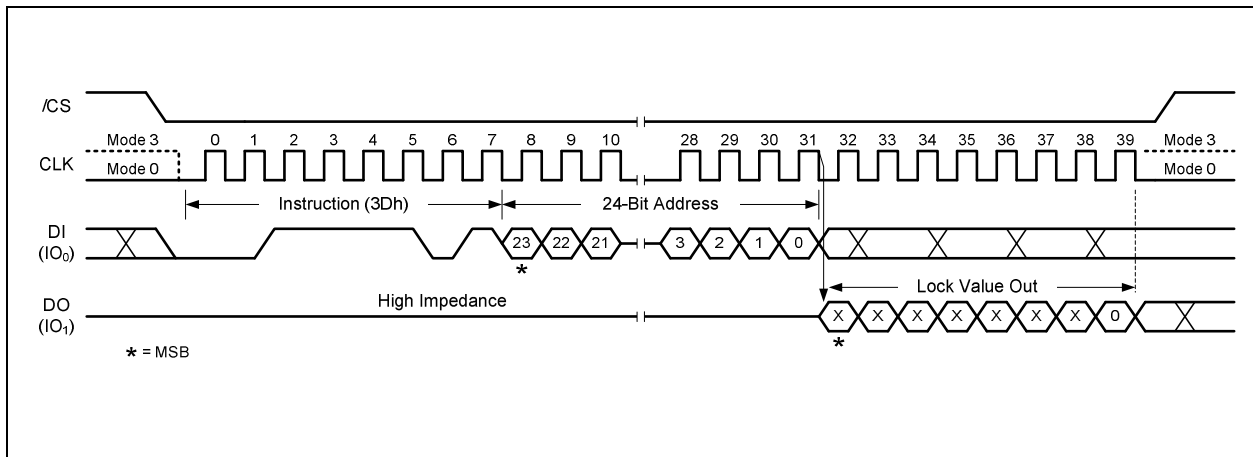 /CS
Mode 3 0 1 2 3 4 5 6 7 8 9 10 28 29 30 31 32 33 34 35 36 37 38 39 Mode 3
CLK
Mode 0 Mode 0
Instruction (3Dh) 24-Bit Address
DI
(IO₀)
23 22 21 3 2 1 0
*
Lock Value Out
High Impedance
DO
(IO₁)
X X X X X X X 0
*
* = MSB